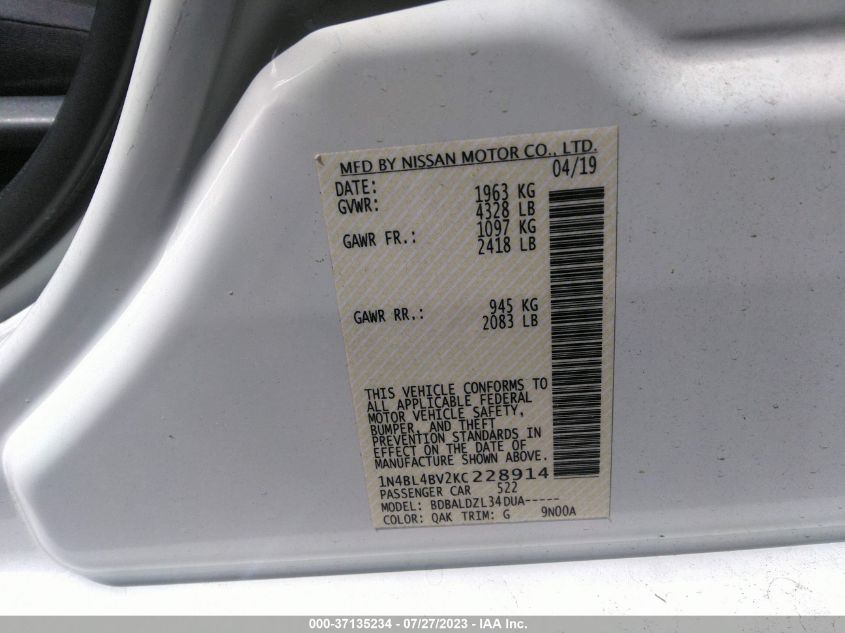 MFD BY NISSAN MOTOR CO., LTD.
DATE: 04/19
GVWR: 1963 KG
4328 LB
GAWR FR.: 1097 KG
2418 LB
GAWR RR.: 945 KG
2083 LB
THIS VEHICLE CONFORMS TO
ALL APPLICABLE FEDERAL
MOTOR VEHICLE SAFETY,
BUMPER, AND THEFT
PREVENTION STANDARDS IN
EFFECT ON THE DATE OF
MANUFACTURE SHOWN ABOVE.
1N4BL4BV2KC228914
PASSENGER CAR 522
MODEL: BDBALDZL34DUA-----
COLOR: QAK TRIM: G 9N00A
000-37135234 - 07/27/2023 - IAA Inc.